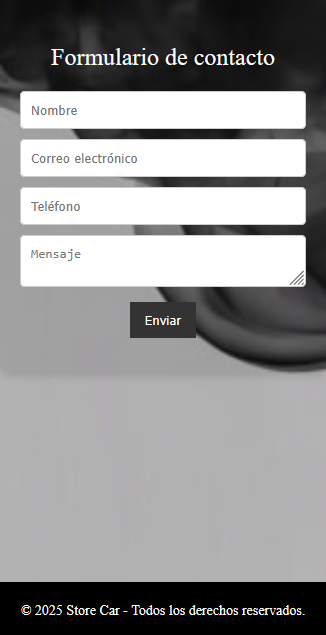 Formulario de contacto
Nombre
Correo electrónico
Teléfono
Mensaje
Enviar
© 2025 Store Car - Todos los derechos reservados.